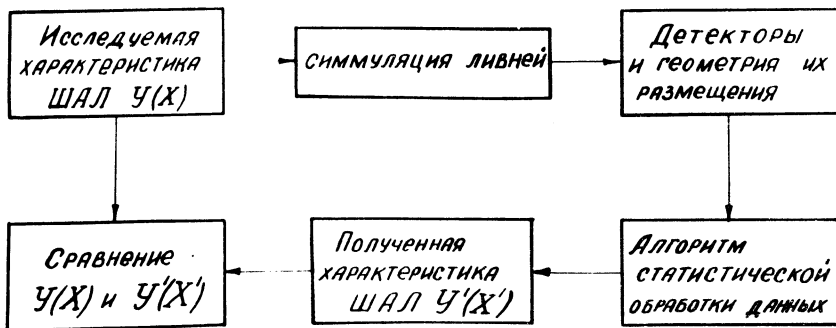 Исследуемая
характеристика
ШАЛ У(Х)
Симмуляция ливней
Детекторы
и геометрия их
размещения
Сравнение
У(Х) и У'(Х')
Полученная
характеристика
ШАЛ У'(Х')
Алгоритм
статистической
обработки данных